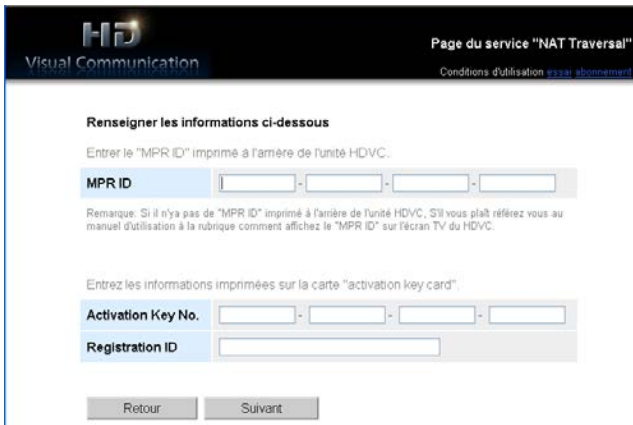 HD
Visual Communication
Page du service "NAT Traversal"
Conditions d'utilisation essai abonnement
Renseigner les informations ci-dessous
Entrer le "MPR ID" imprimé à l'arrière de l'unité HDVC.
MPR ID - - -
Remarque: Si il n'ya pas de "MPR ID" imprimé à l'arrière de l'unité HDVC, S'il vous plaît référez vous au
manuel d'utilisation à la rubrique comment affichez le "MPR ID" sur l'écran TV du HDVC.
Entrez les informations imprimées sur la carte "activation key card".
Activation Key No. - - -
Registration ID
Retour Suivant